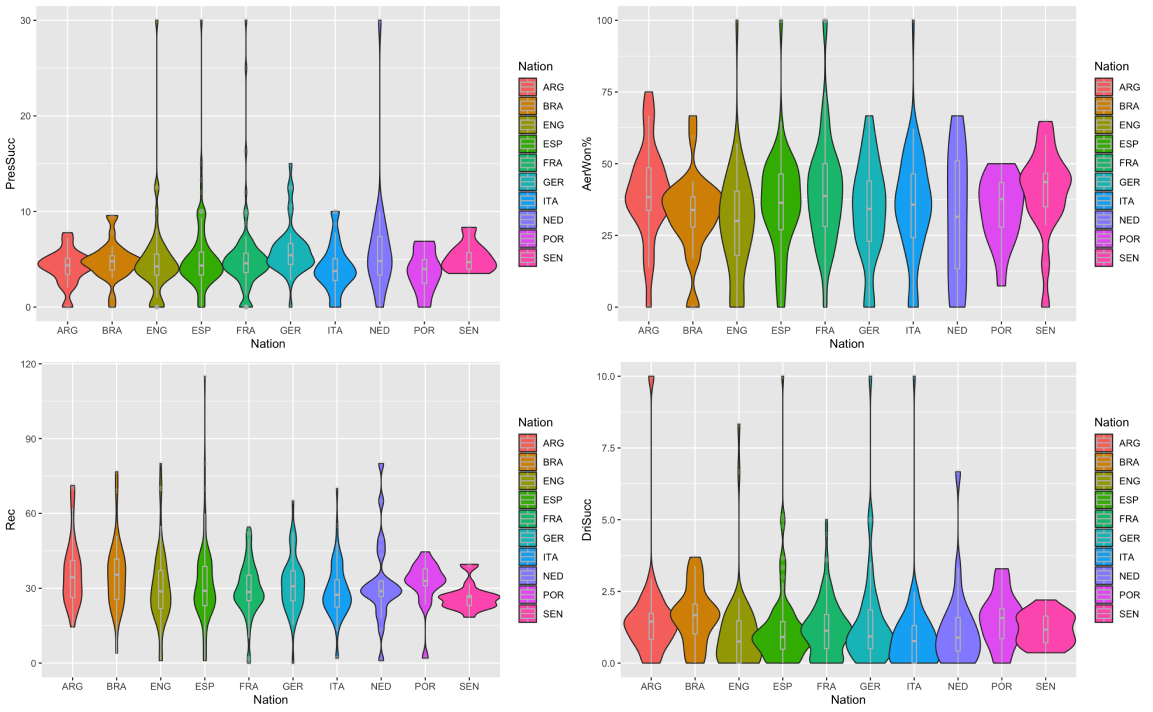 PresSucc
30
20
10
0
ARG BRA ENG ESP FRA GER ITA NED POR SEN
Nation
Nation
ARG
BRA
ENG
ESP
FRA
GER
ITA
NED
POR
SEN
AerWon%
100
75
50
25
0
ARG BRA ENG ESP FRA GER ITA NED POR SEN
Nation
Nation
ARG
BRA
ENG
ESP
FRA
GER
ITA
NED
POR
SEN
Rec
120
90
60
30
0
ARG BRA ENG ESP FRA GER ITA NED POR SEN
Nation
Nation
ARG
BRA
ENG
ESP
FRA
GER
ITA
NED
POR
SEN
DriSucc
10.0
7.5
5.0
2.5
0.0
ARG BRA ENG ESP FRA GER ITA NED POR SEN
Nation
Nation
ARG
BRA
ENG
ESP
FRA
GER
ITA
NED
POR
SEN